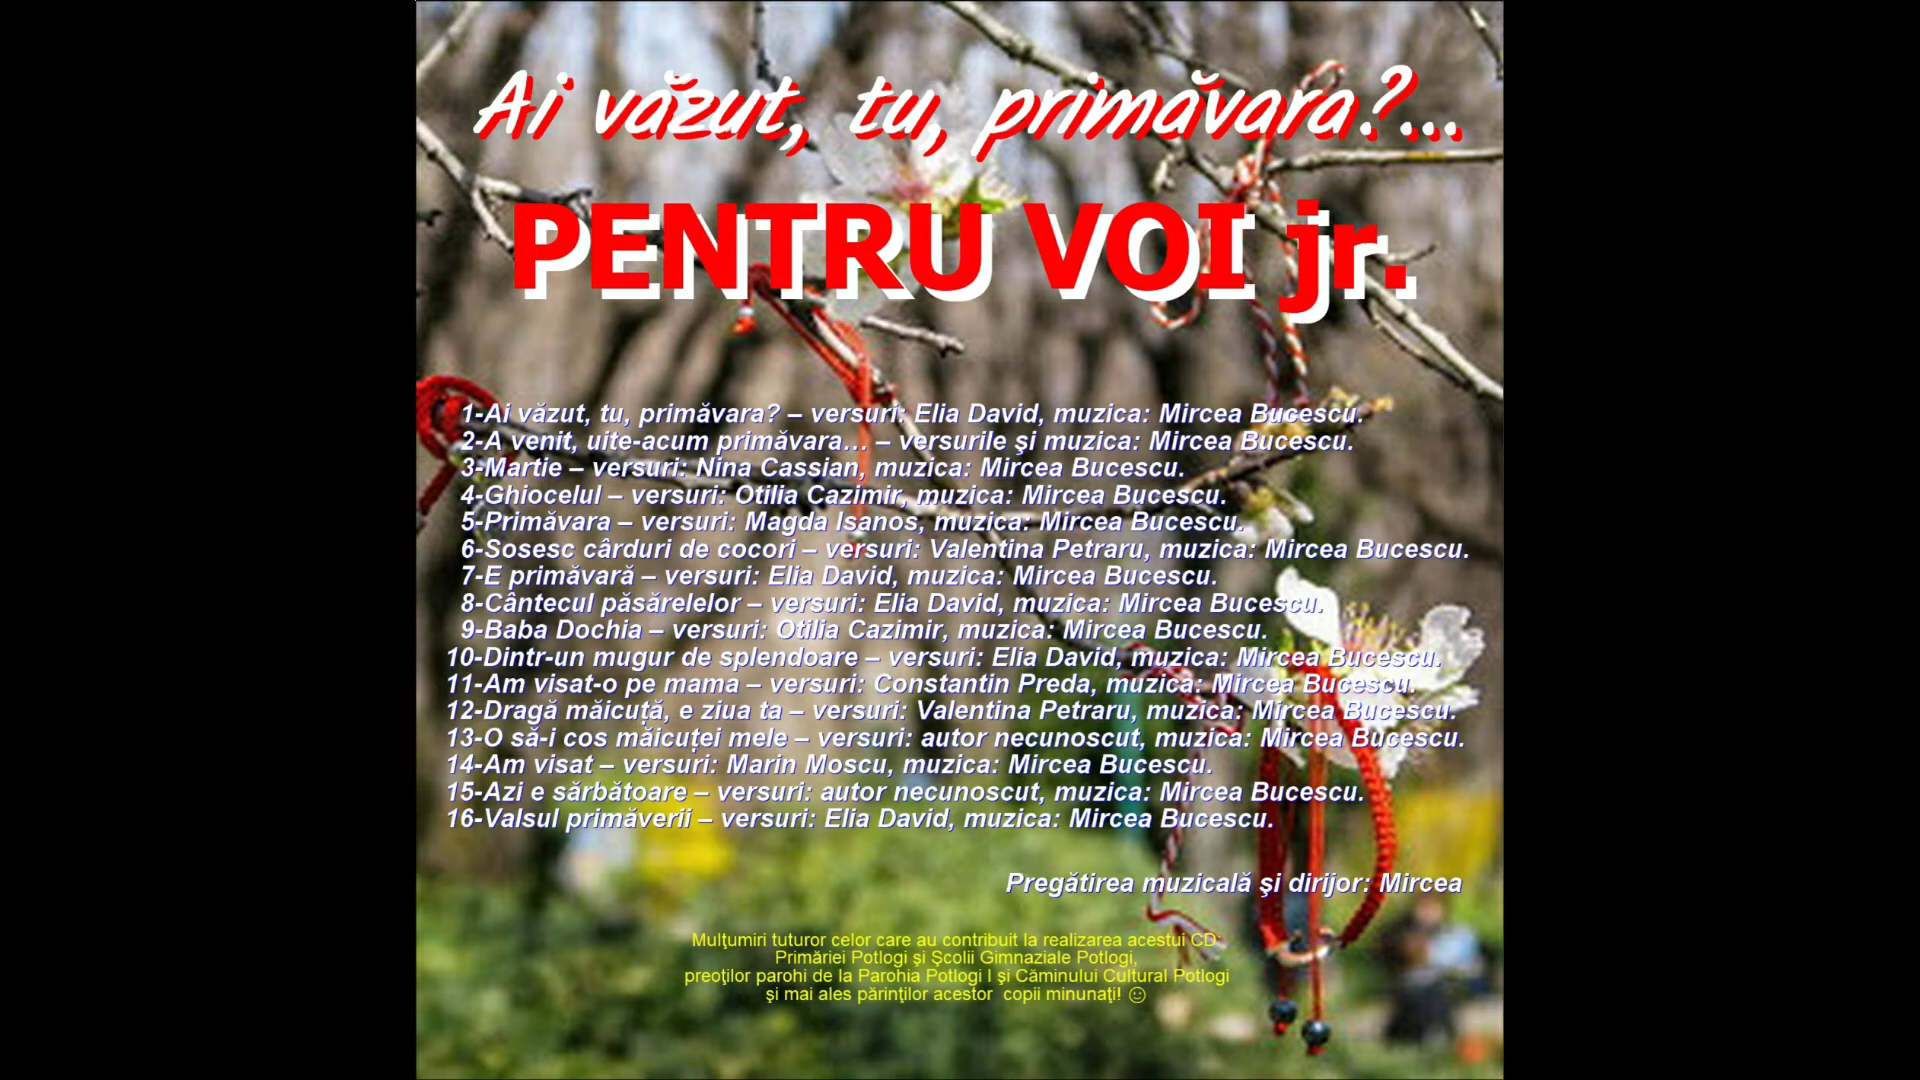 Ai văzut, tu, primăvara?...
PENTRU VOI jr.
1-Ai văzut, tu, primăvara? – versuri: Elia David, muzica: Mircea Bucescu.
2-A venit, uite-acum primăvara… – versurile şi muzica: Mircea Bucescu.
3-Martie – versuri: Nina Cassian, muzica: Mircea Bucescu.
4-Ghiocelul – versuri: Otilia Cazimir, muzica: Mircea Bucescu.
5-Primăvara – versuri: Magda Isanos, muzica: Mircea Bucescu.
6-Sosesc cârduri de cocori – versuri: Valentina Petraru, muzica: Mircea Bucescu.
7-E primăvară – versuri: Elia David, muzica: Mircea Bucescu.
8-Cântecul păsărelelor – versuri: Elia David, muzica: Mircea Bucescu.
9-Baba Dochia – versuri: Otilia Cazimir, muzica: Mircea Bucescu.
10-Dintr-un mugur de splendoare – versuri: Elia David, muzica: Mircea Bucescu.
11-Am visat-o pe mama – versuri: Constantin Preda, muzica: Mircea Bucescu.
12-Dragă măicuță, e ziua ta – versuri: Valentina Petraru, muzica: Mircea Bucescu.
13-O să-i cos măicuței mele – versuri: autor necunoscut, muzica: Mircea Bucescu.
14-Am visat – versuri: Marin Moscu, muzica: Mircea Bucescu.
15-Azi e sărbătoare – versuri: autor necunoscut, muzica: Mircea Bucescu.
16-Valsul primăverii – versuri: Elia David, muzica: Mircea Bucescu.
Pregătirea muzicală şi dirijor: Mircea
Mulţumiri tuturor celor care au contribuit la realizarea acestui CD:
Primăriei Potlogi şi Şcolii Gimnaziale Potlogi,
preoţilor parohi de la Parohia Potlogi I şi Căminului Cultural Potlogi
şi mai ales părinţilor acestor  copii minunaţi! ☺